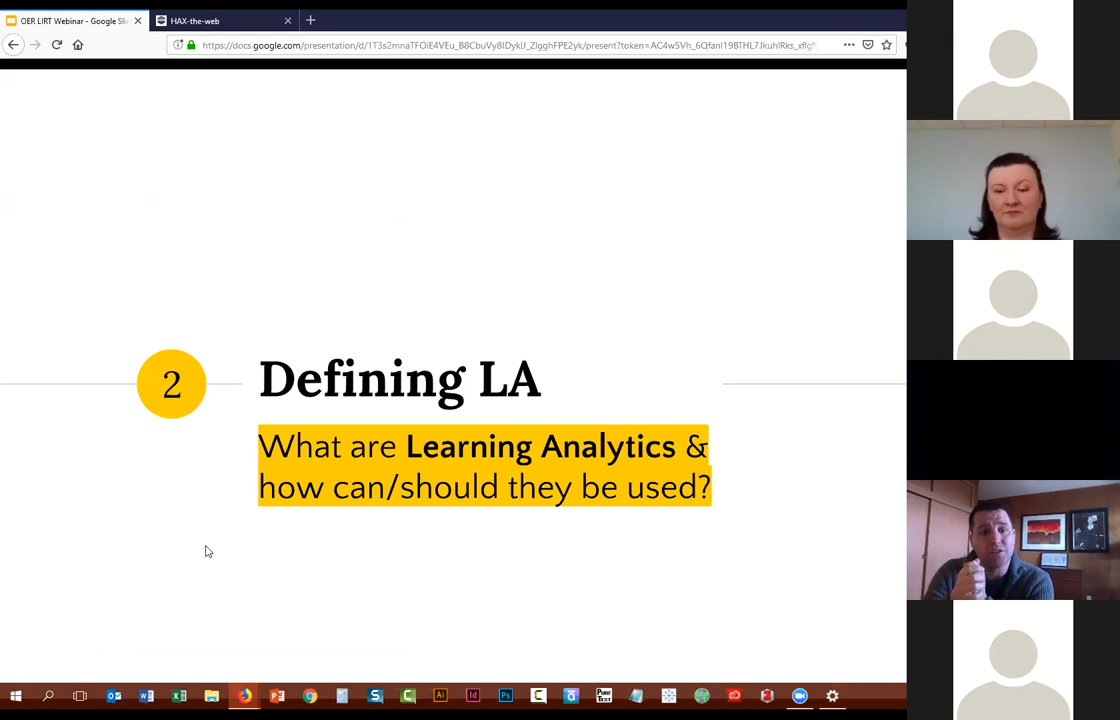 OER LIRT Webinar - Google Sli
HAX-the-web
2
Defining LA
What are Learning Analytics &
how can/should they be used?